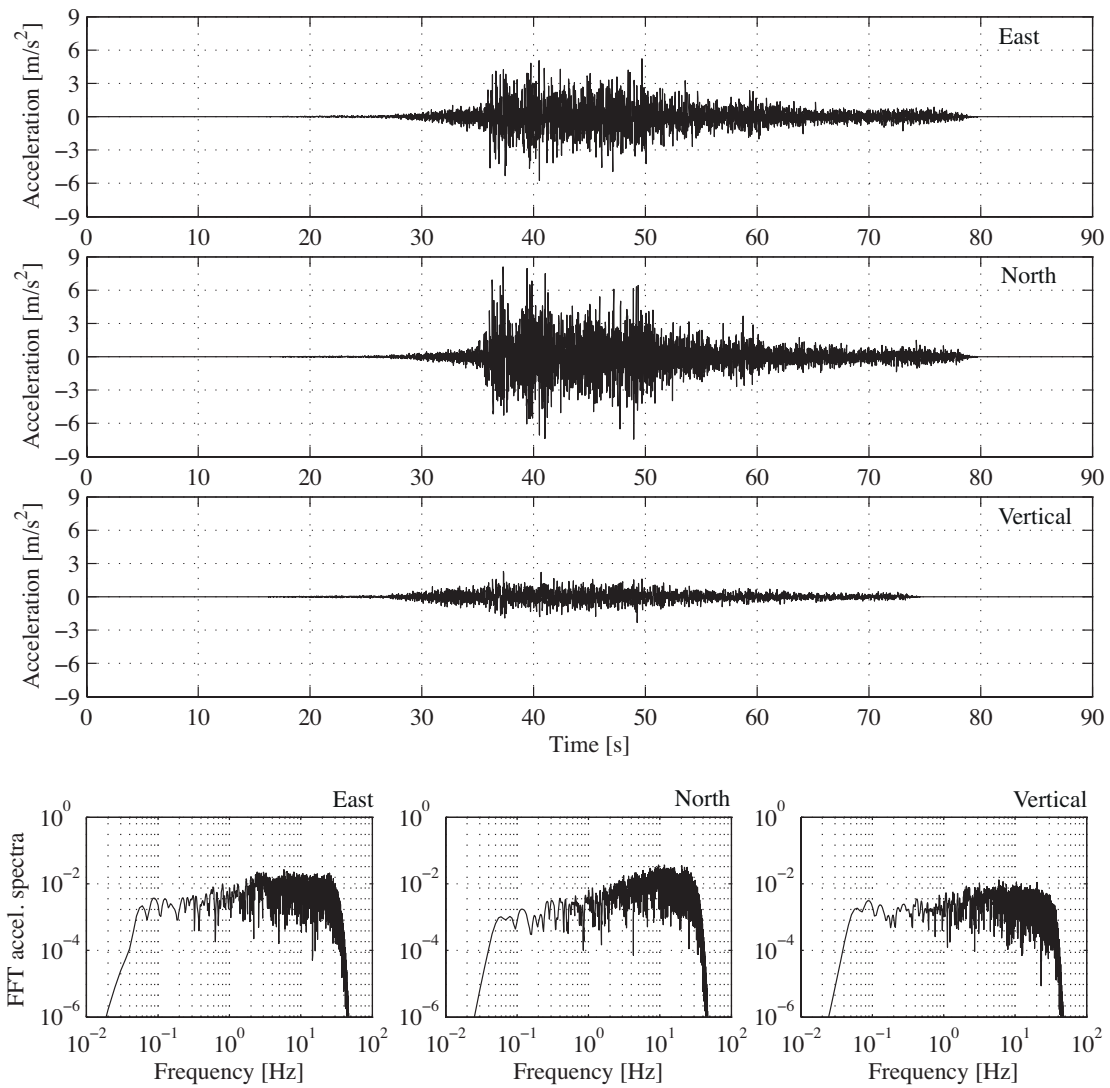 East
Acceleration [m/s²]
9
6
3
0
−3
−6
−9
0 10 20 30 40 50 60 70 80 90
North
Acceleration [m/s²]
9
6
3
0
−3
−6
−9
0 10 20 30 40 50 60 70 80 90
Vertical
Acceleration [m/s²]
9
6
3
0
−3
−6
−9
0 10 20 30 40 50 60 70 80 90
Time [s]
East
FFT accel. spectra
10⁰
10⁻²
10⁻⁴
10⁻⁶
10⁻² 10⁻¹ 10⁰ 10¹ 10²
Frequency [Hz]
North
10⁰
10⁻²
10⁻⁴
10⁻⁶
10⁻² 10⁻¹ 10⁰ 10¹ 10²
Frequency [Hz]
Vertical
10⁰
10⁻²
10⁻⁴
10⁻⁶
10⁻² 10⁻¹ 10⁰ 10¹ 10²
Frequency [Hz]